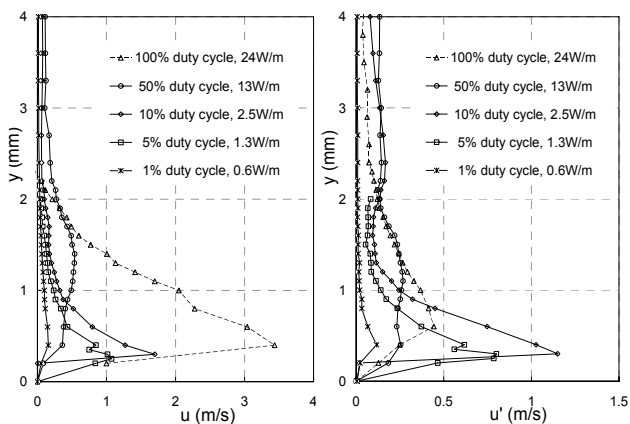 4
3
2
1
0
y (mm)
0
1
2
3
4
u (m/s)
100% duty cycle, 24W/m
50% duty cycle, 13W/m
10% duty cycle, 2.5W/m
5% duty cycle, 1.3W/m
1% duty cycle, 0.6W/m
4
3
2
1
0
y (mm)
0
0.5
1
1.5
u' (m/s)
100% duty cycle, 24W/m
50% duty cycle, 13W/m
10% duty cycle, 2.5W/m
5% duty cycle, 1.3W/m
1% duty cycle, 0.6W/m